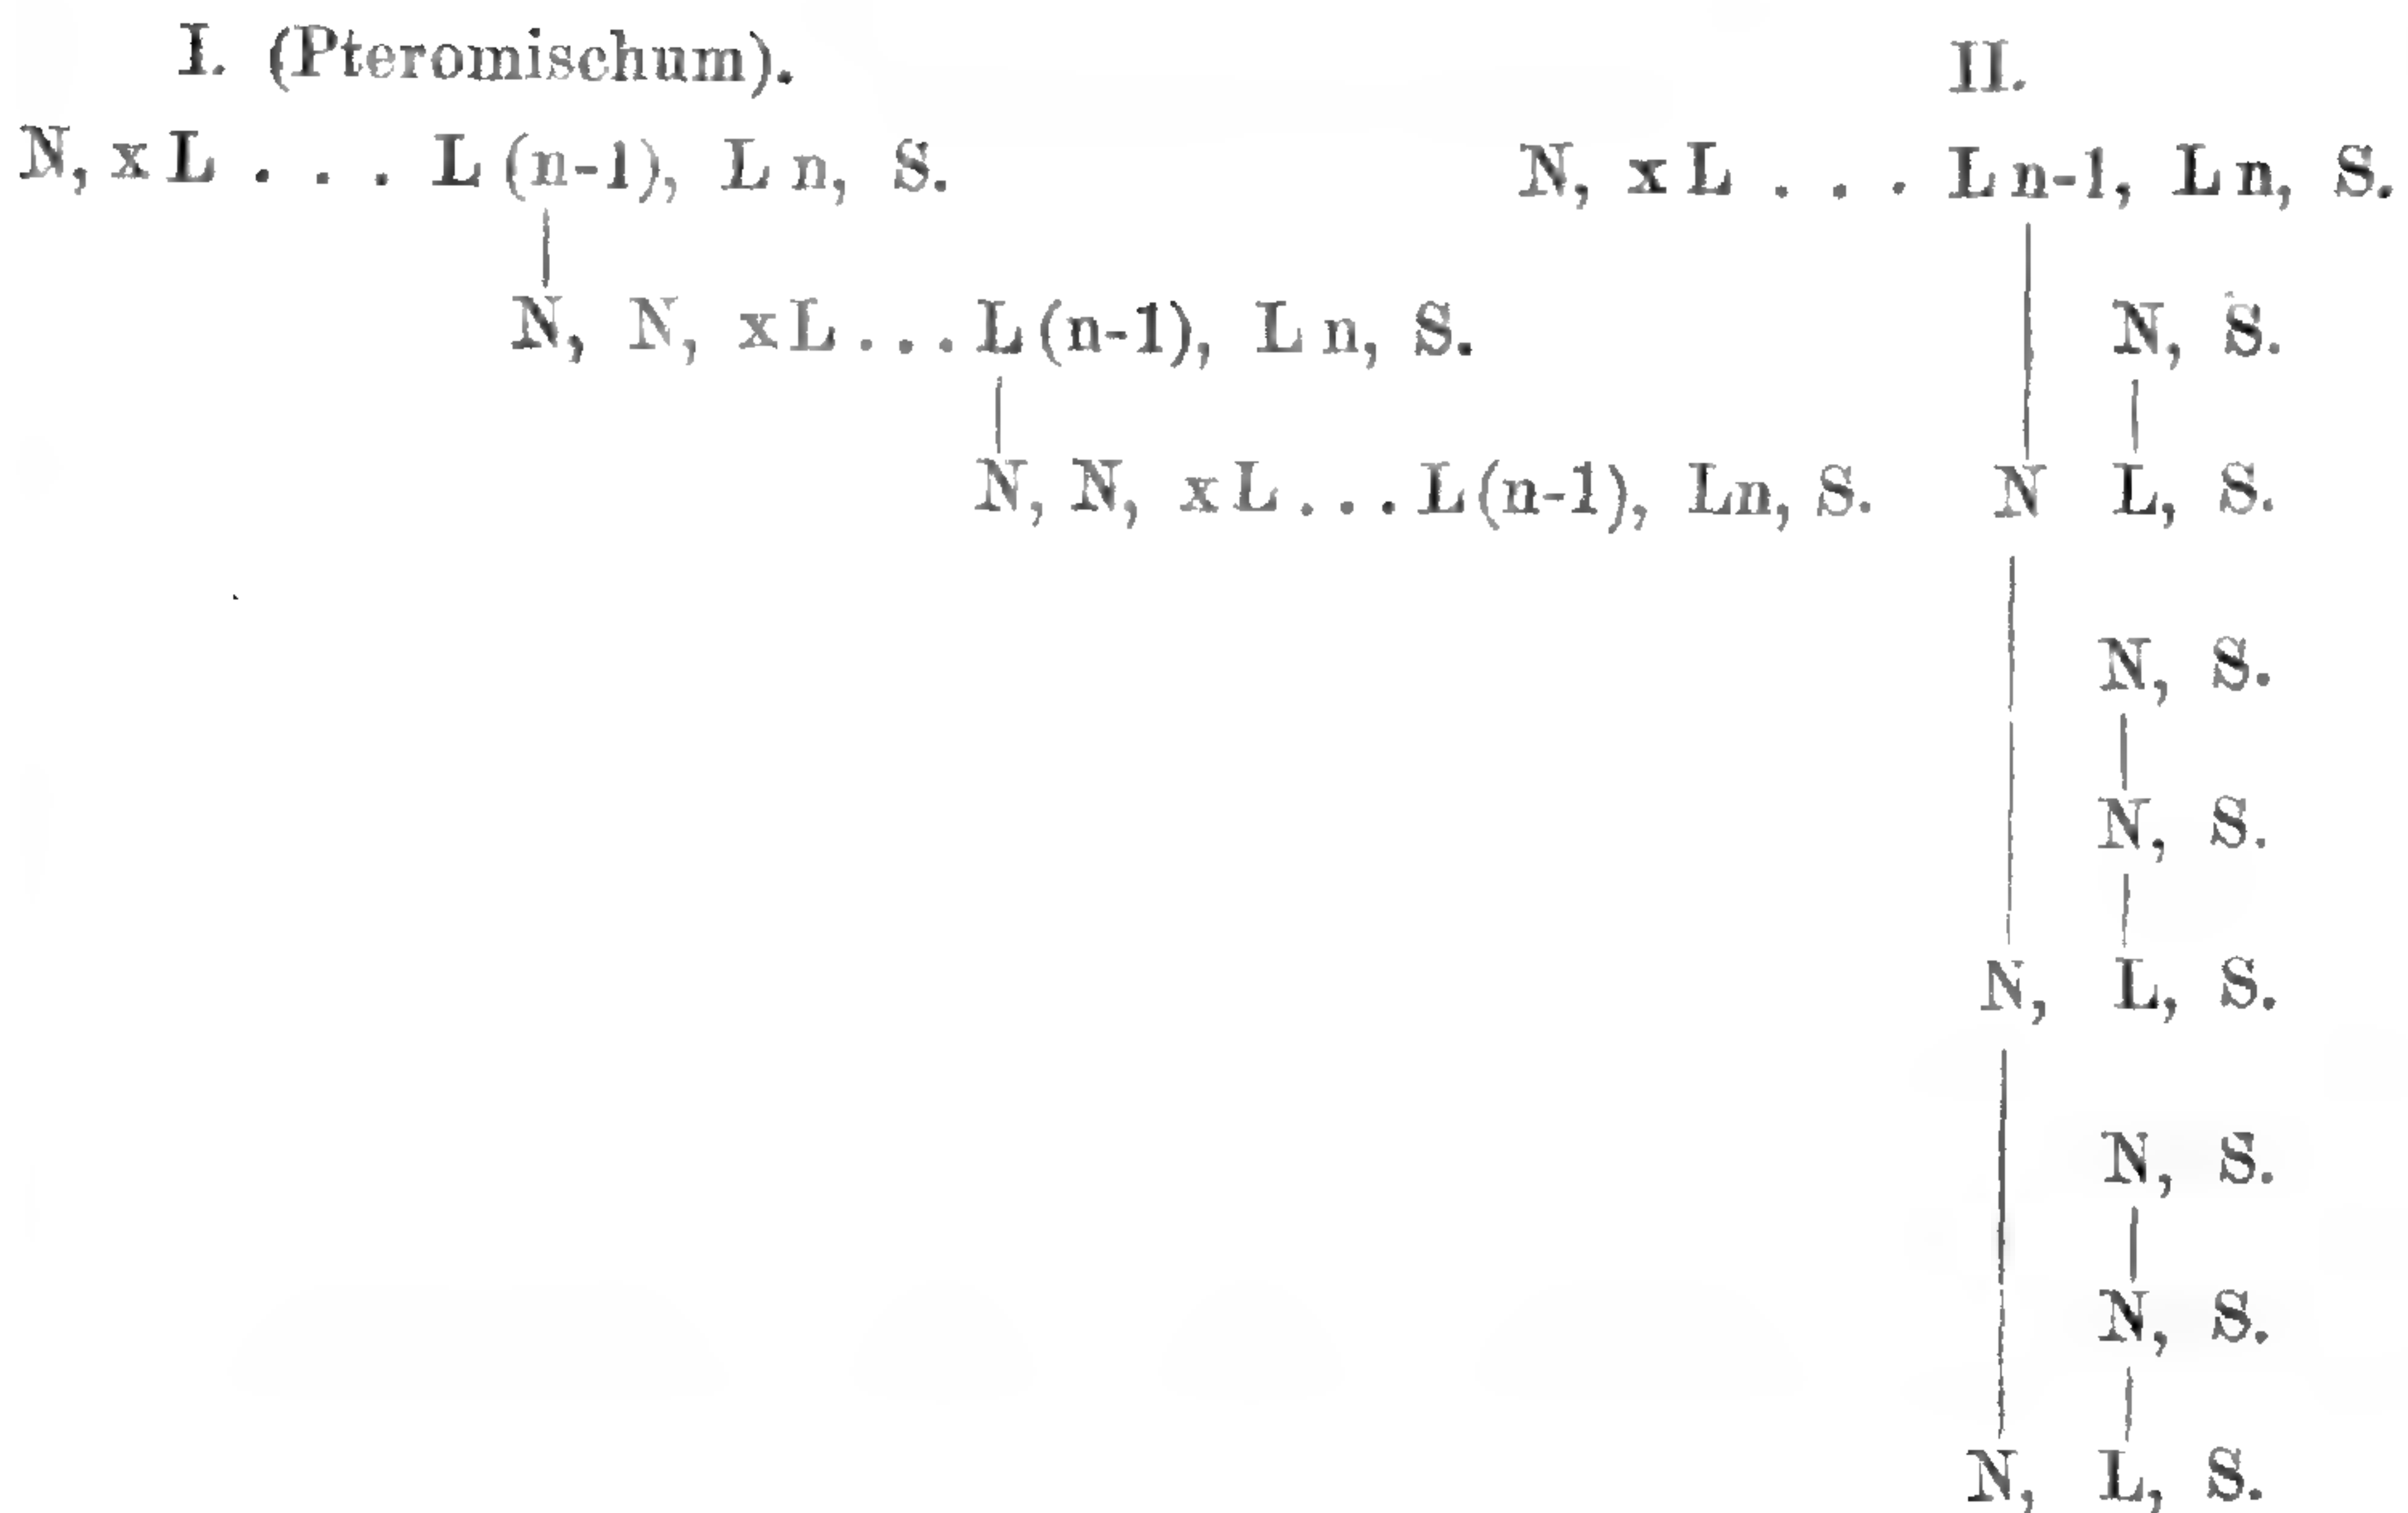 I. (Pteromischum).
N, x L . . . L (n-1), L n, S.
N, N, x L . . . L (n-1), L n, S.
N, N, x L . . . L (n-1), Ln, S.
II.
N, x L . . . L n-1, L n, S.
N, S.
N L, S.
N, S.
N, S.
N, L, S.
N, S.
N, S.
N, L, S.